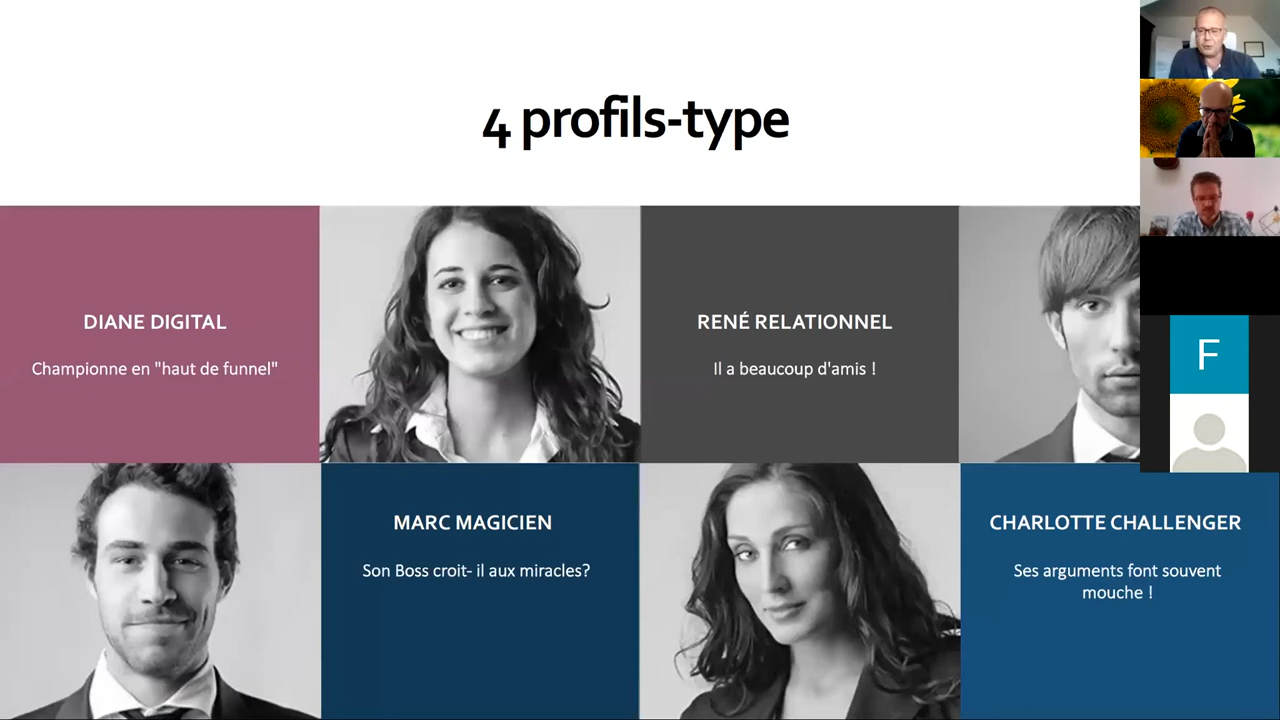 4 profils-type
DIANE DIGITAL
Championne en "haut de funnel"
RENÉ RELATIONNEL
Il a beaucoup d'amis !
F
MARC MAGICIEN
Son Boss croit- il aux miracles?
CHARLOTTE CHALLENGER
Ses arguments font souvent
mouche !